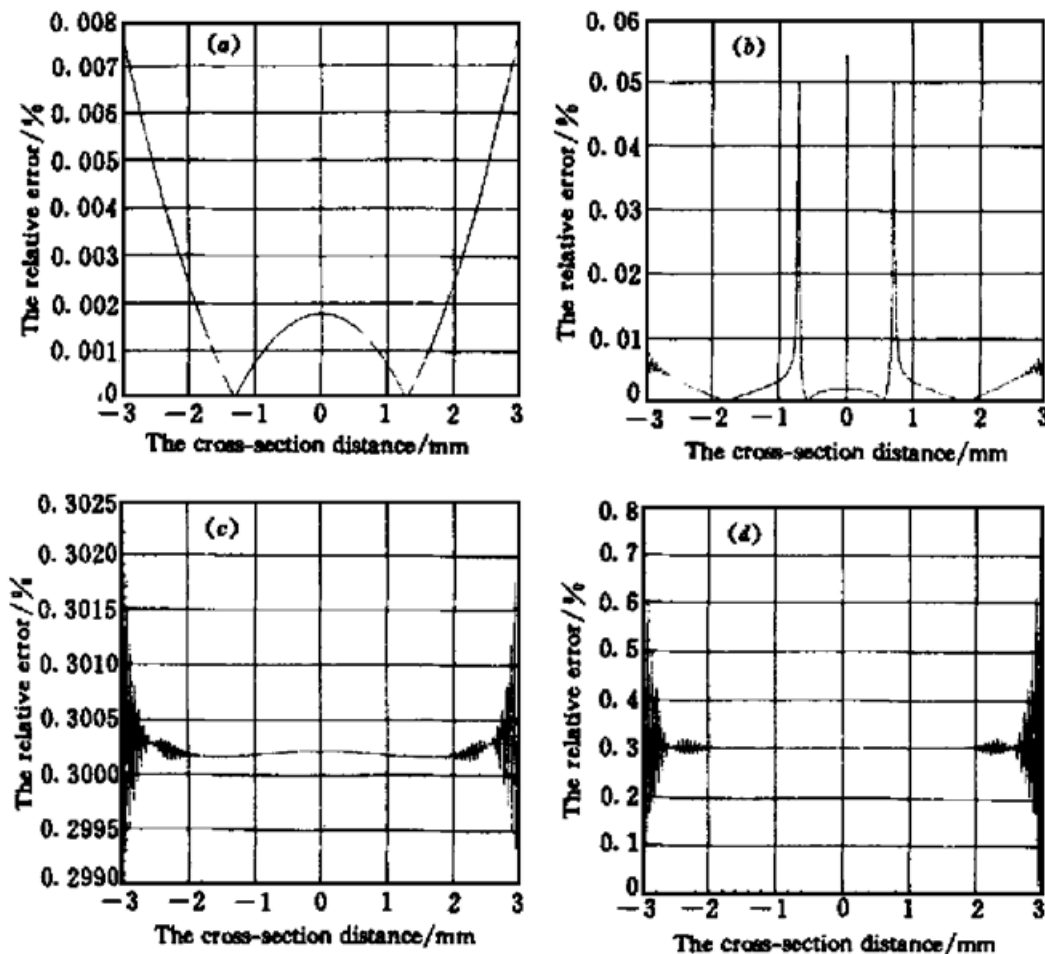 (a)
0.008
0.007
0.006
0.005
0.004
0.003
0.002
0.001
.0
The relative error/%
-3 -2 -1 0 1 2 3
The cross-section distance/mm
(b)
0.06
0.05
0.04
0.03
0.02
0.01
0
The relative error/%
-3 -2 -1 0 1 2 3
The cross-section distance/mm
(c)
0.3025
0.3020
0.3015
0.3010
0.3005
0.3000
0.2995
0.2990
The relative error/%
-3 -2 -1 0 1 2 3
The cross-section distance/mm
(d)
0.8
0.7
0.6
0.5
0.4
0.3
0.2
0.1
0
The relative error/%
-3 -2 -1 0 1 2 3
The cross-section distance/mm